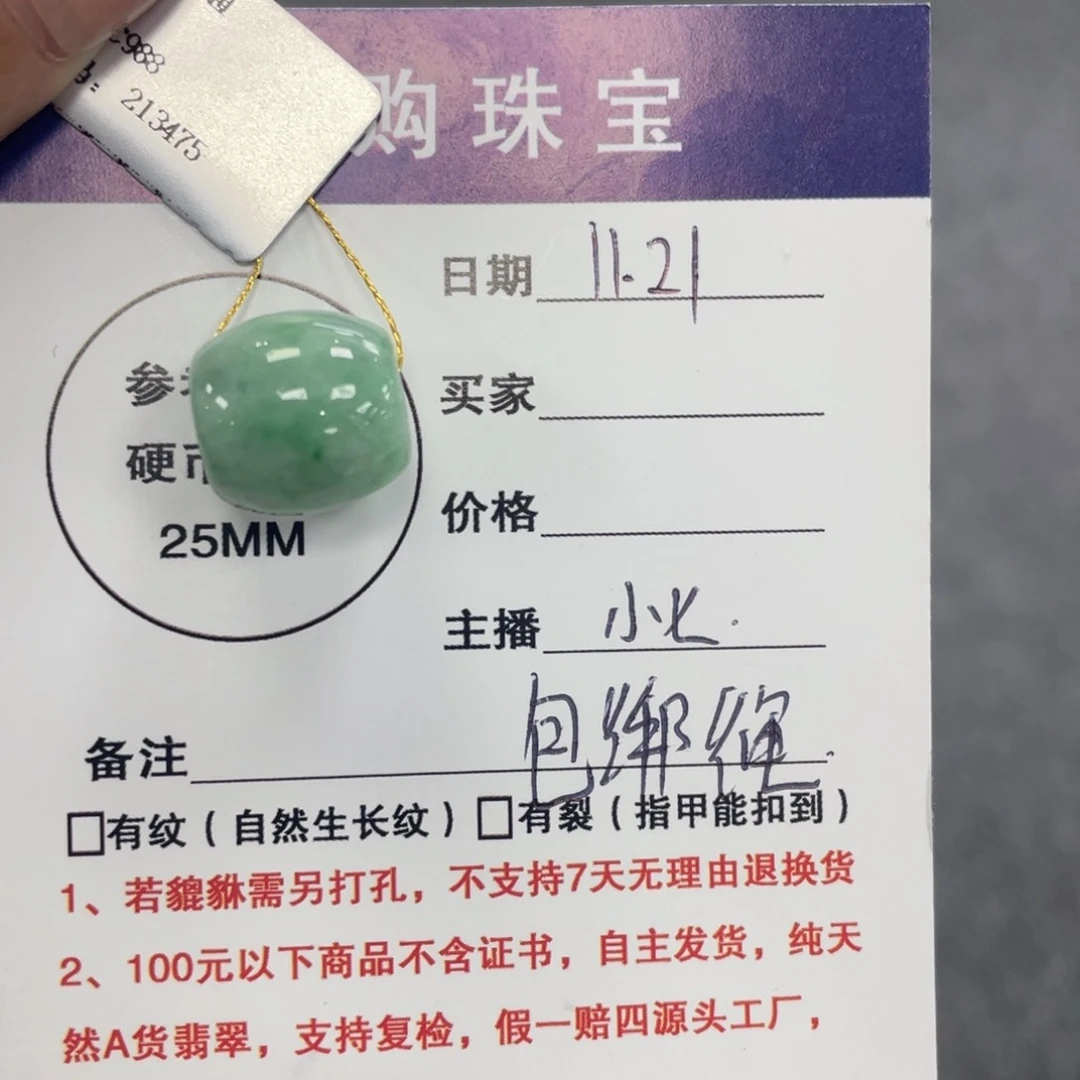 C988
213475
购珠宝
日期 11.21
参考
硬币
25MM
买家
价格
主播 小七.
备注 包绑绳.
□有纹（自然生长纹）□有裂（指甲能扣到）
1、若貔貅需另打孔，不支持7天无理由退换货
2、100元以下商品不含证书，自主发货，纯天
然A货翡翠，支持复检，假一赔四源头工厂，